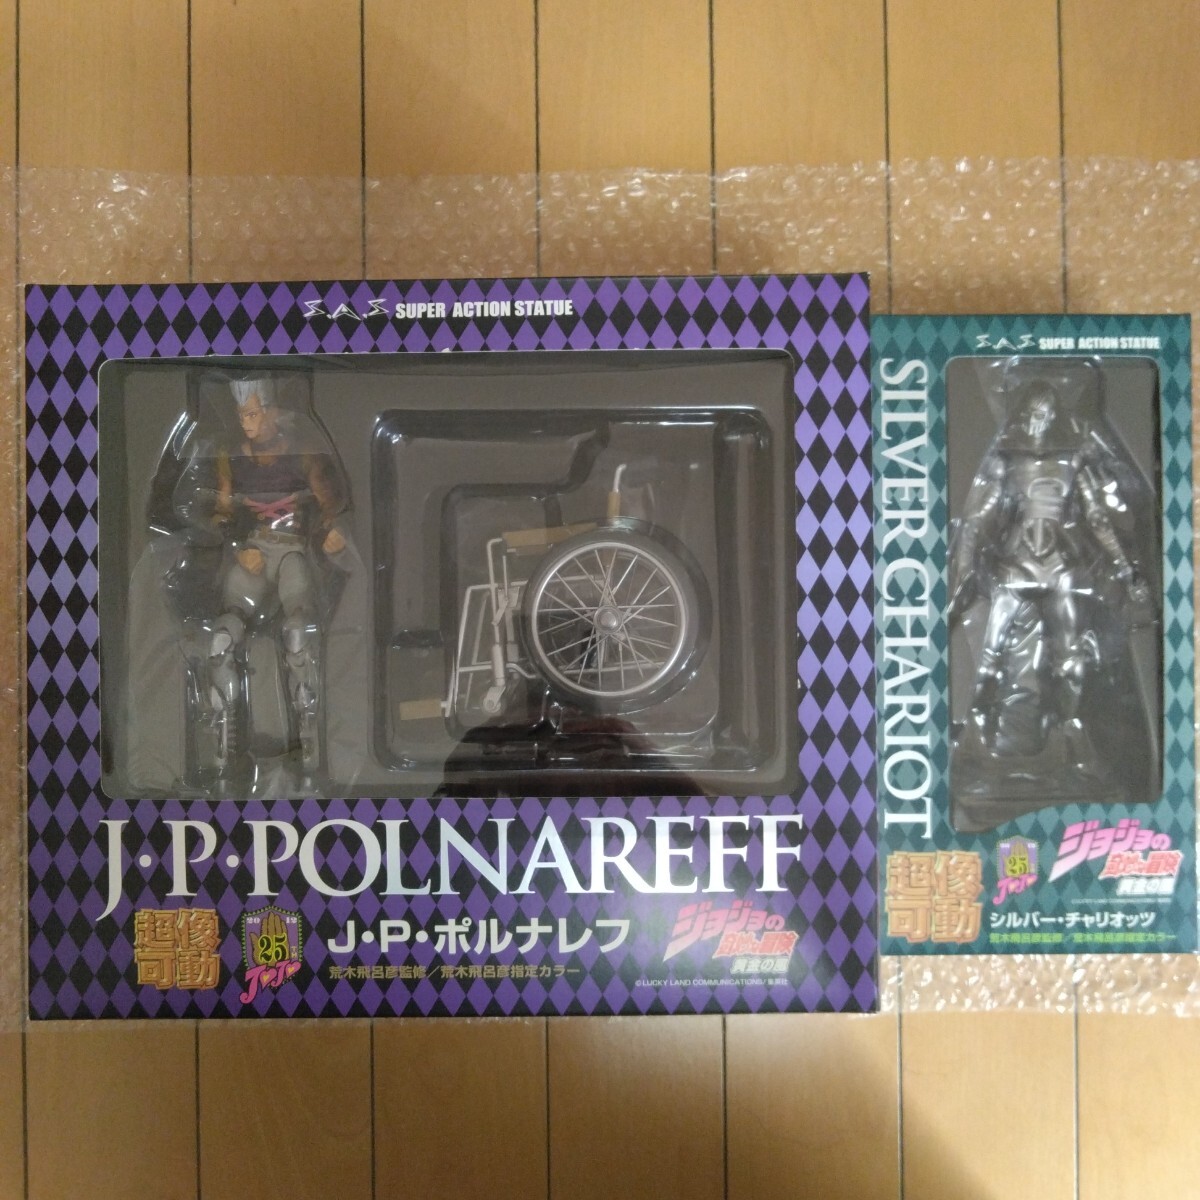 S.A.S SUPER ACTION STATUE
J・P・POLNAREFF
超像可動
20 12
25
JOJO
J・P・ポルナレフ
荒木飛呂彦監修／荒木飛呂彦指定カラー
ジョジョの
奇妙な冒険
黄金の風
©LUCKY LAND COMMUNICATIONS/集英社
S.A.S SUPER ACTION STATUE
SILVER CHARIOT
超像可動
25
JOJO
ジョジョの
奇妙な冒険
黄金の風
シルバー・チャリオッツ
荒木飛呂彦監修／荒木飛呂彦指定カラー